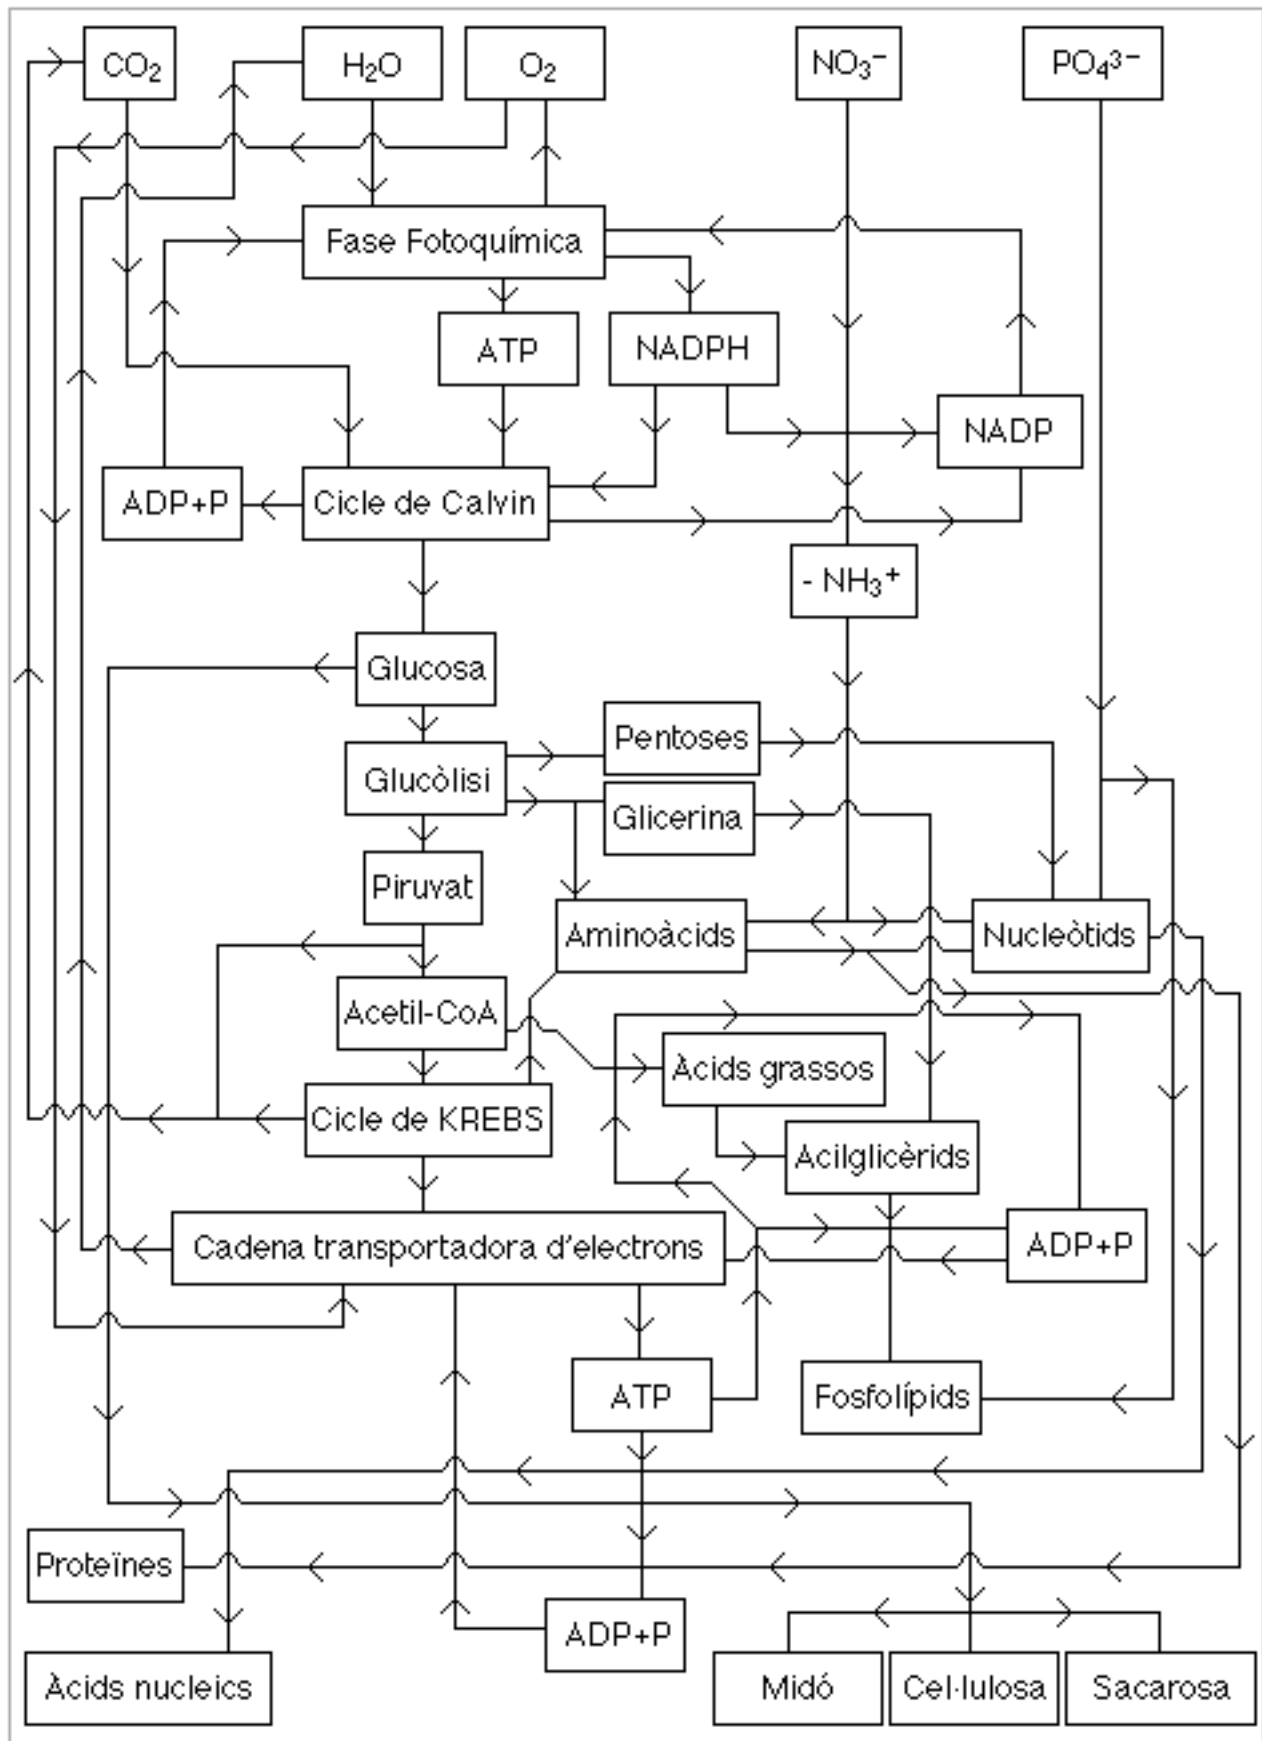 CO₂
H₂O
O₂
NO₃⁻
PO₄³⁻
Fase Fotoquímica
ATP
NADPH
NADP
ADP+P
Cicle de Calvin
- NH₃⁺
Glucosa
Pentoses
Glucòlisi
Glicerina
Piruvat
Aminoàcids
Nucleòtids
Acetil-CoA
Àcids grassos
Cicle de KREBS
Acilglicèrids
Cadena transportadora d'electrons
ADP+P
ATP
Fosfolípids
Proteïnes
ADP+P
Àcids nucleics
Midó
Cel·lulosa
Sacarosa